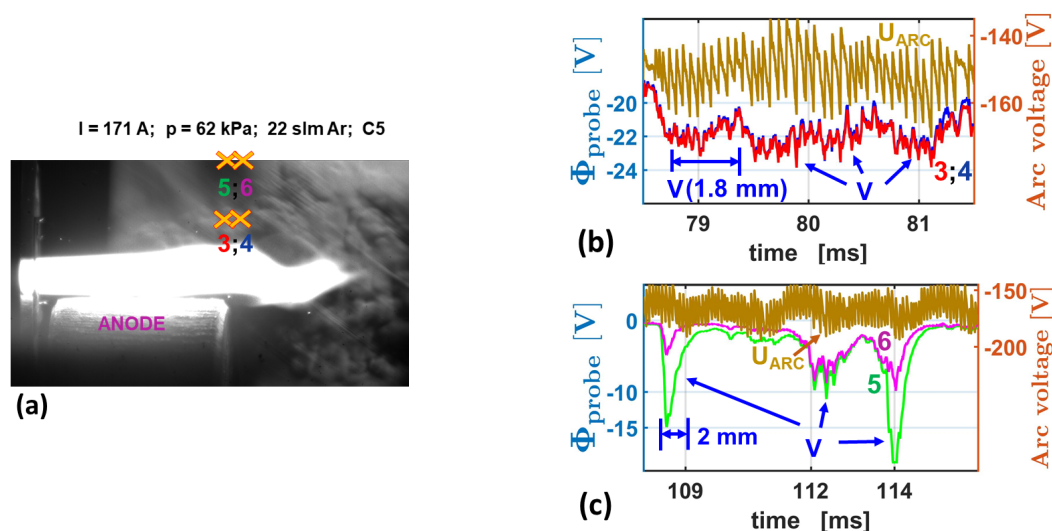 I = 171 A; p = 62 kPa; 22 slm Ar; C5
5;6
3;4
ANODE
(a)
Φprobe [V]
-20
-22
-24
UARC
V(1.8 mm)
V
3;4
-140
-160
Arc voltage [V]
79
80
81
time [ms]
(b)
Φprobe [V]
0
-10
-15
UARC
6
5
2 mm
V
-150
-200
Arc voltage [V]
109
112
114
time [ms]
(c)